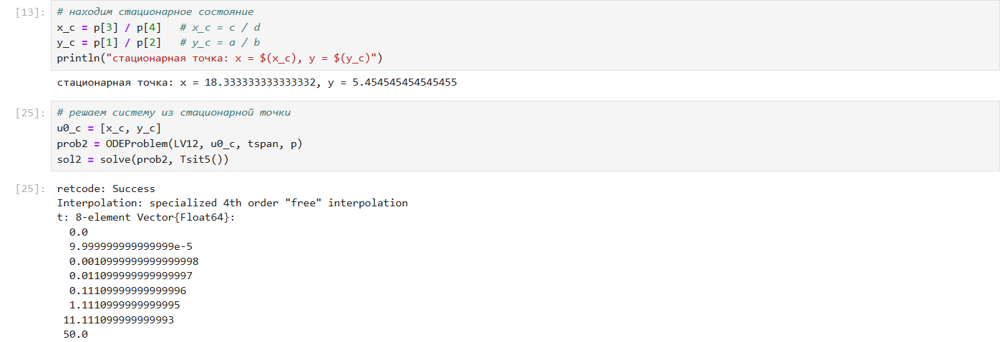 [13]: # находим стационарное состояние
x_c = p[3] / p[4]   # x_c = c / d
y_c = p[1] / p[2]   # y_c = a / b
println("стационарная точка: x = $(x_c), y = $(y_c)")
стационарная точка: x = 18.333333333333332, y = 5.454545454545455
[25]: # решаем систему из стационарной точки
u0_c = [x_c, y_c]
prob2 = ODEProblem(LV12, u0_c, tspan, p)
sol2 = solve(prob2, Tsit5())
[25]: retcode: Success
Interpolation: specialized 4th order "free" interpolation
t: 8-element Vector{Float64}:
0.0
9.999999999999999e-5
0.0010999999999999998
0.011099999999999997
0.11109999999999996
1.1110999999999995
11.111099999999993
50.0